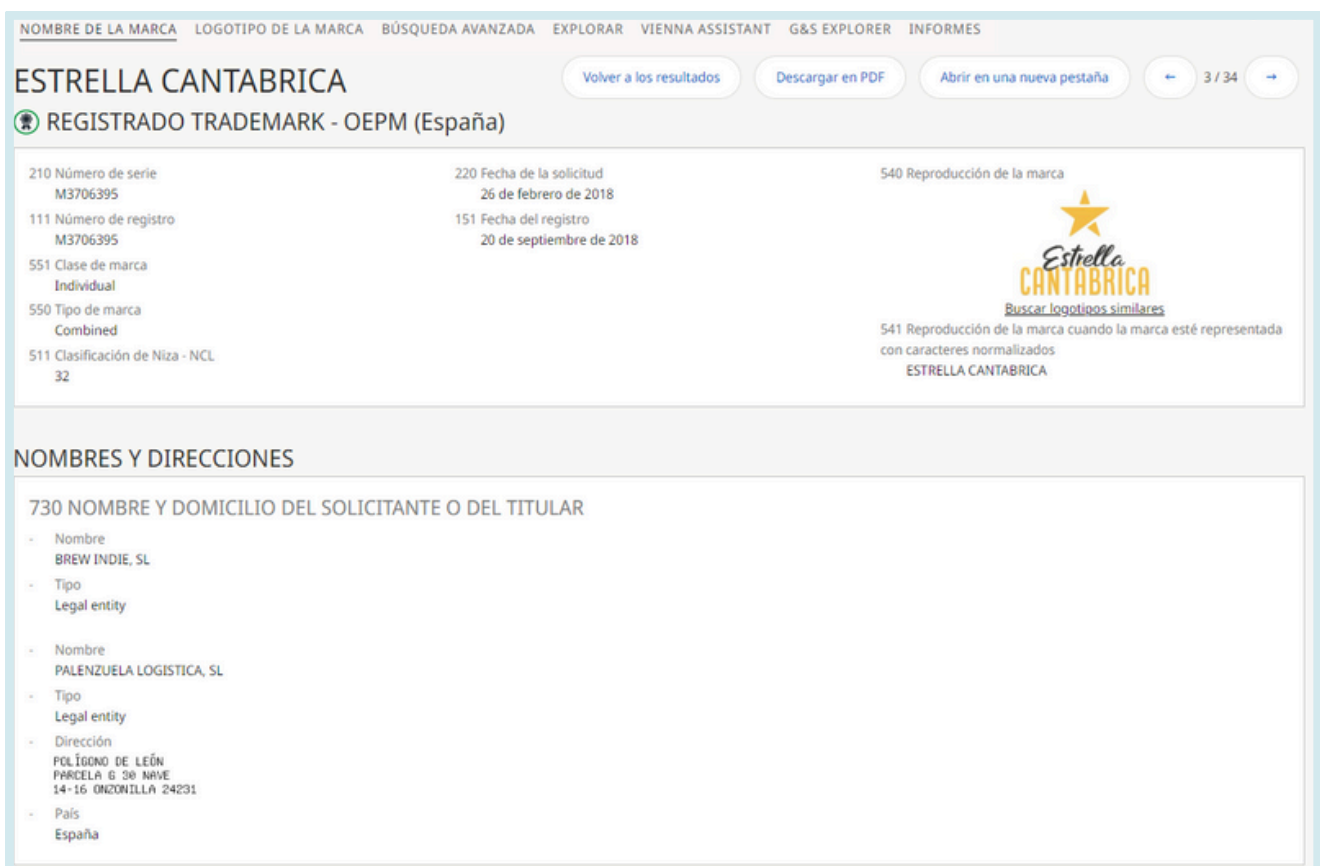 NOMBRE DE LA MARCA LOGOTIPO DE LA MARCA BÚSQUEDA AVANZADA EXPLORAR VIENNA ASSISTANT G&S EXPLORER INFORMES
ESTRELLA CANTABRICA
Volver a los resultados Descargar en PDF Abrir en una nueva pestaña ← 3 / 34 →
REGISTRADO TRADEMARK - OEPM (España)
210 Número de serie
M3706395
111 Número de registro
M3706395
551 Clase de marca
Individual
550 Tipo de marca
Combined
511 Clasificación de Niza - NCL
32
220 Fecha de la solicitud
26 de febrero de 2018
151 Fecha del registro
20 de septiembre de 2018
540 Reproducción de la marca
Estrella
CANTABRICA
Buscar logotipos similares
541 Reproducción de la marca cuando la marca esté representada
con caracteres normalizados
ESTRELLA CANTABRICA
NOMBRES Y DIRECCIONES
730 NOMBRE Y DOMICILIO DEL SOLICITANTE O DEL TITULAR
- Nombre
BREW INDIE, SL
- Tipo
Legal entity
- Nombre
PALENZUELA LOGISTICA, SL
- Tipo
Legal entity
- Dirección
POLÍGONO DE LEÓN
PARCELA G 30 NAVE
14-16 ONZONILLA 24231
- País
España